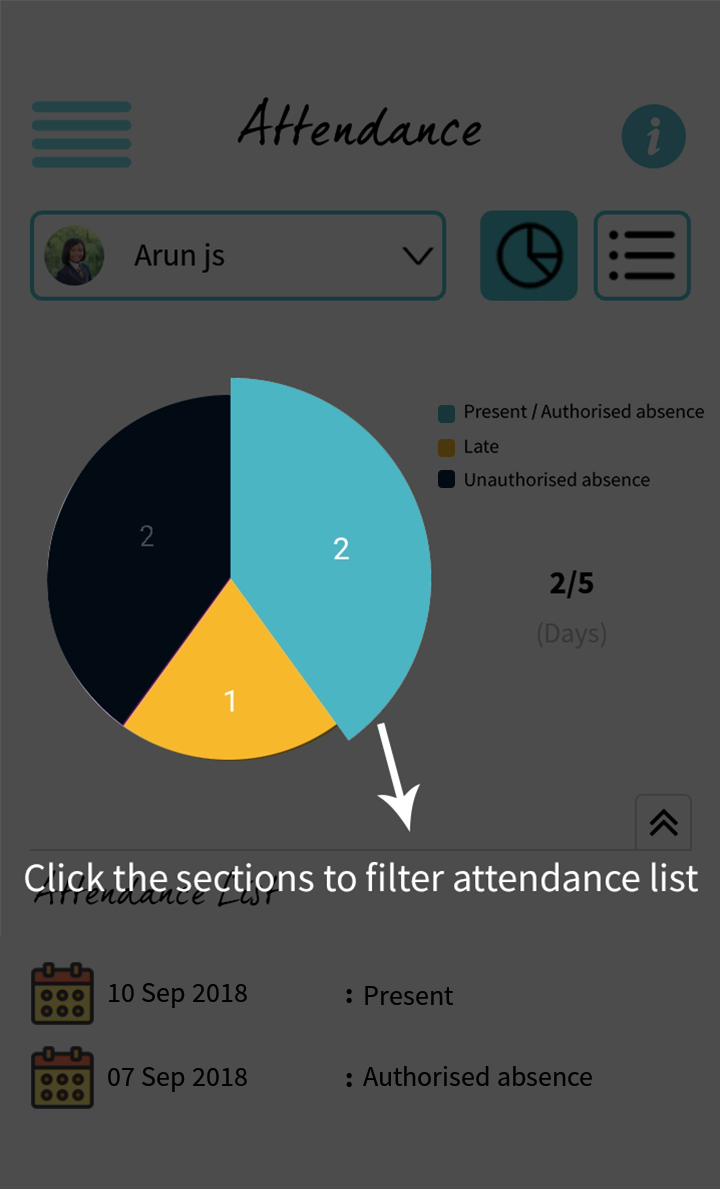 Attendance
i
Arun js
Present / Authorised absence
Late
Unauthorised absence
2
2
1
2/5
(Days)
Click the sections to filter attendance list
Attendance List
10 Sep 2018 : Present
07 Sep 2018 : Authorised absence